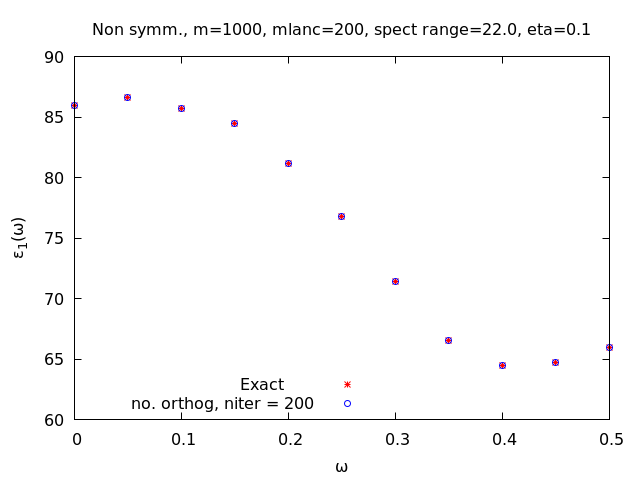 Non symm., m=1000, mlanc=200, spect range=22.0, eta=0.1
90
85
80
75
70
65
60
ε₁(ω)
Exact
no. orthog, niter = 200
0 0.1 0.2 0.3 0.4 0.5
ω